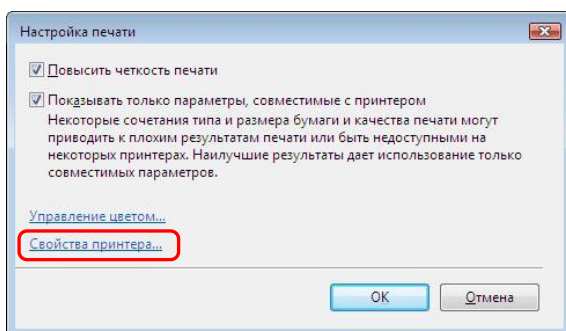 Настройка печати
Повысить четкость печати
Показывать только параметры, совместимые с принтером
Некоторые сочетания типа и размера бумаги и качества печати могут
приводить к плохим результатам печати или быть недоступными на
некоторых принтерах. Наилучшие результаты дает использование только
совместимых параметров.
Управление цветом...
Свойства принтера...
ОК
Отмена